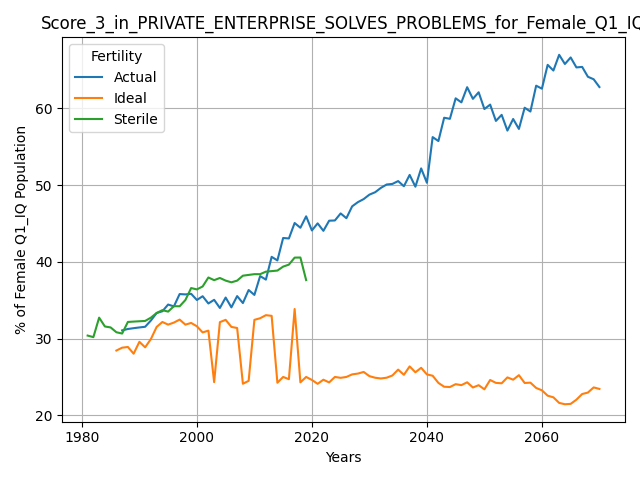 Score_3_in_PRIVATE_ENTERPRISE_SOLVES_PROBLEMS_for_Female_Q1_IQ
Fertility
Actual
Ideal
Sterile
% of Female Q1_IQ Population
60
50
40
30
20
1980 2000 2020 2040 2060
Years